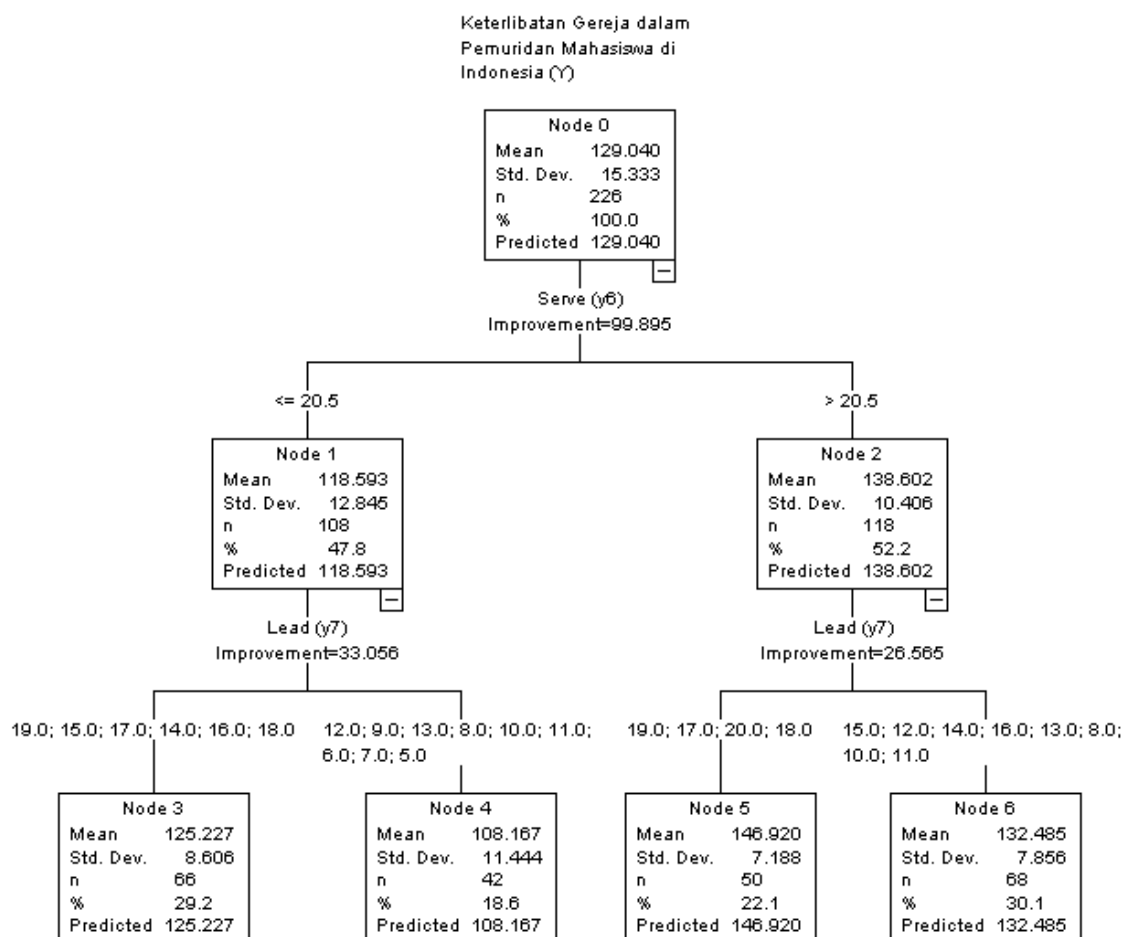 Keterlibatan Gereja dalam
Pemuridan Mahasiswa di
Indonesia (Y)
Node 0
Mean 129.040
Std. Dev. 15.333
n 226
% 100.0
Predicted 129.040
Serve (y6)
Improvement=99.895
<= 20.5
> 20.5
Node 1
Mean 118.593
Std. Dev. 12.845
n 108
% 47.8
Predicted 118.593
Node 2
Mean 138.602
Std. Dev. 10.406
n 118
% 52.2
Predicted 138.602
Lead (y7)
Improvement=33.056
Lead (y7)
Improvement=26.565
19.0; 15.0; 17.0; 14.0; 16.0; 18.0
12.0; 9.0; 13.0; 8.0; 10.0; 11.0;
6.0; 7.0; 5.0
19.0; 17.0; 20.0; 18.0
15.0; 12.0; 14.0; 16.0; 13.0; 8.0;
10.0; 11.0
Node 3
Mean 125.227
Std. Dev. 8.606
n 66
% 29.2
Predicted 125.227
Node 4
Mean 108.167
Std. Dev. 11.444
n 42
% 18.6
Predicted 108.167
Node 5
Mean 146.920
Std. Dev. 7.188
n 50
% 22.1
Predicted 146.920
Node 6
Mean 132.485
Std. Dev. 7.856
n 68
% 30.1
Predicted 132.485